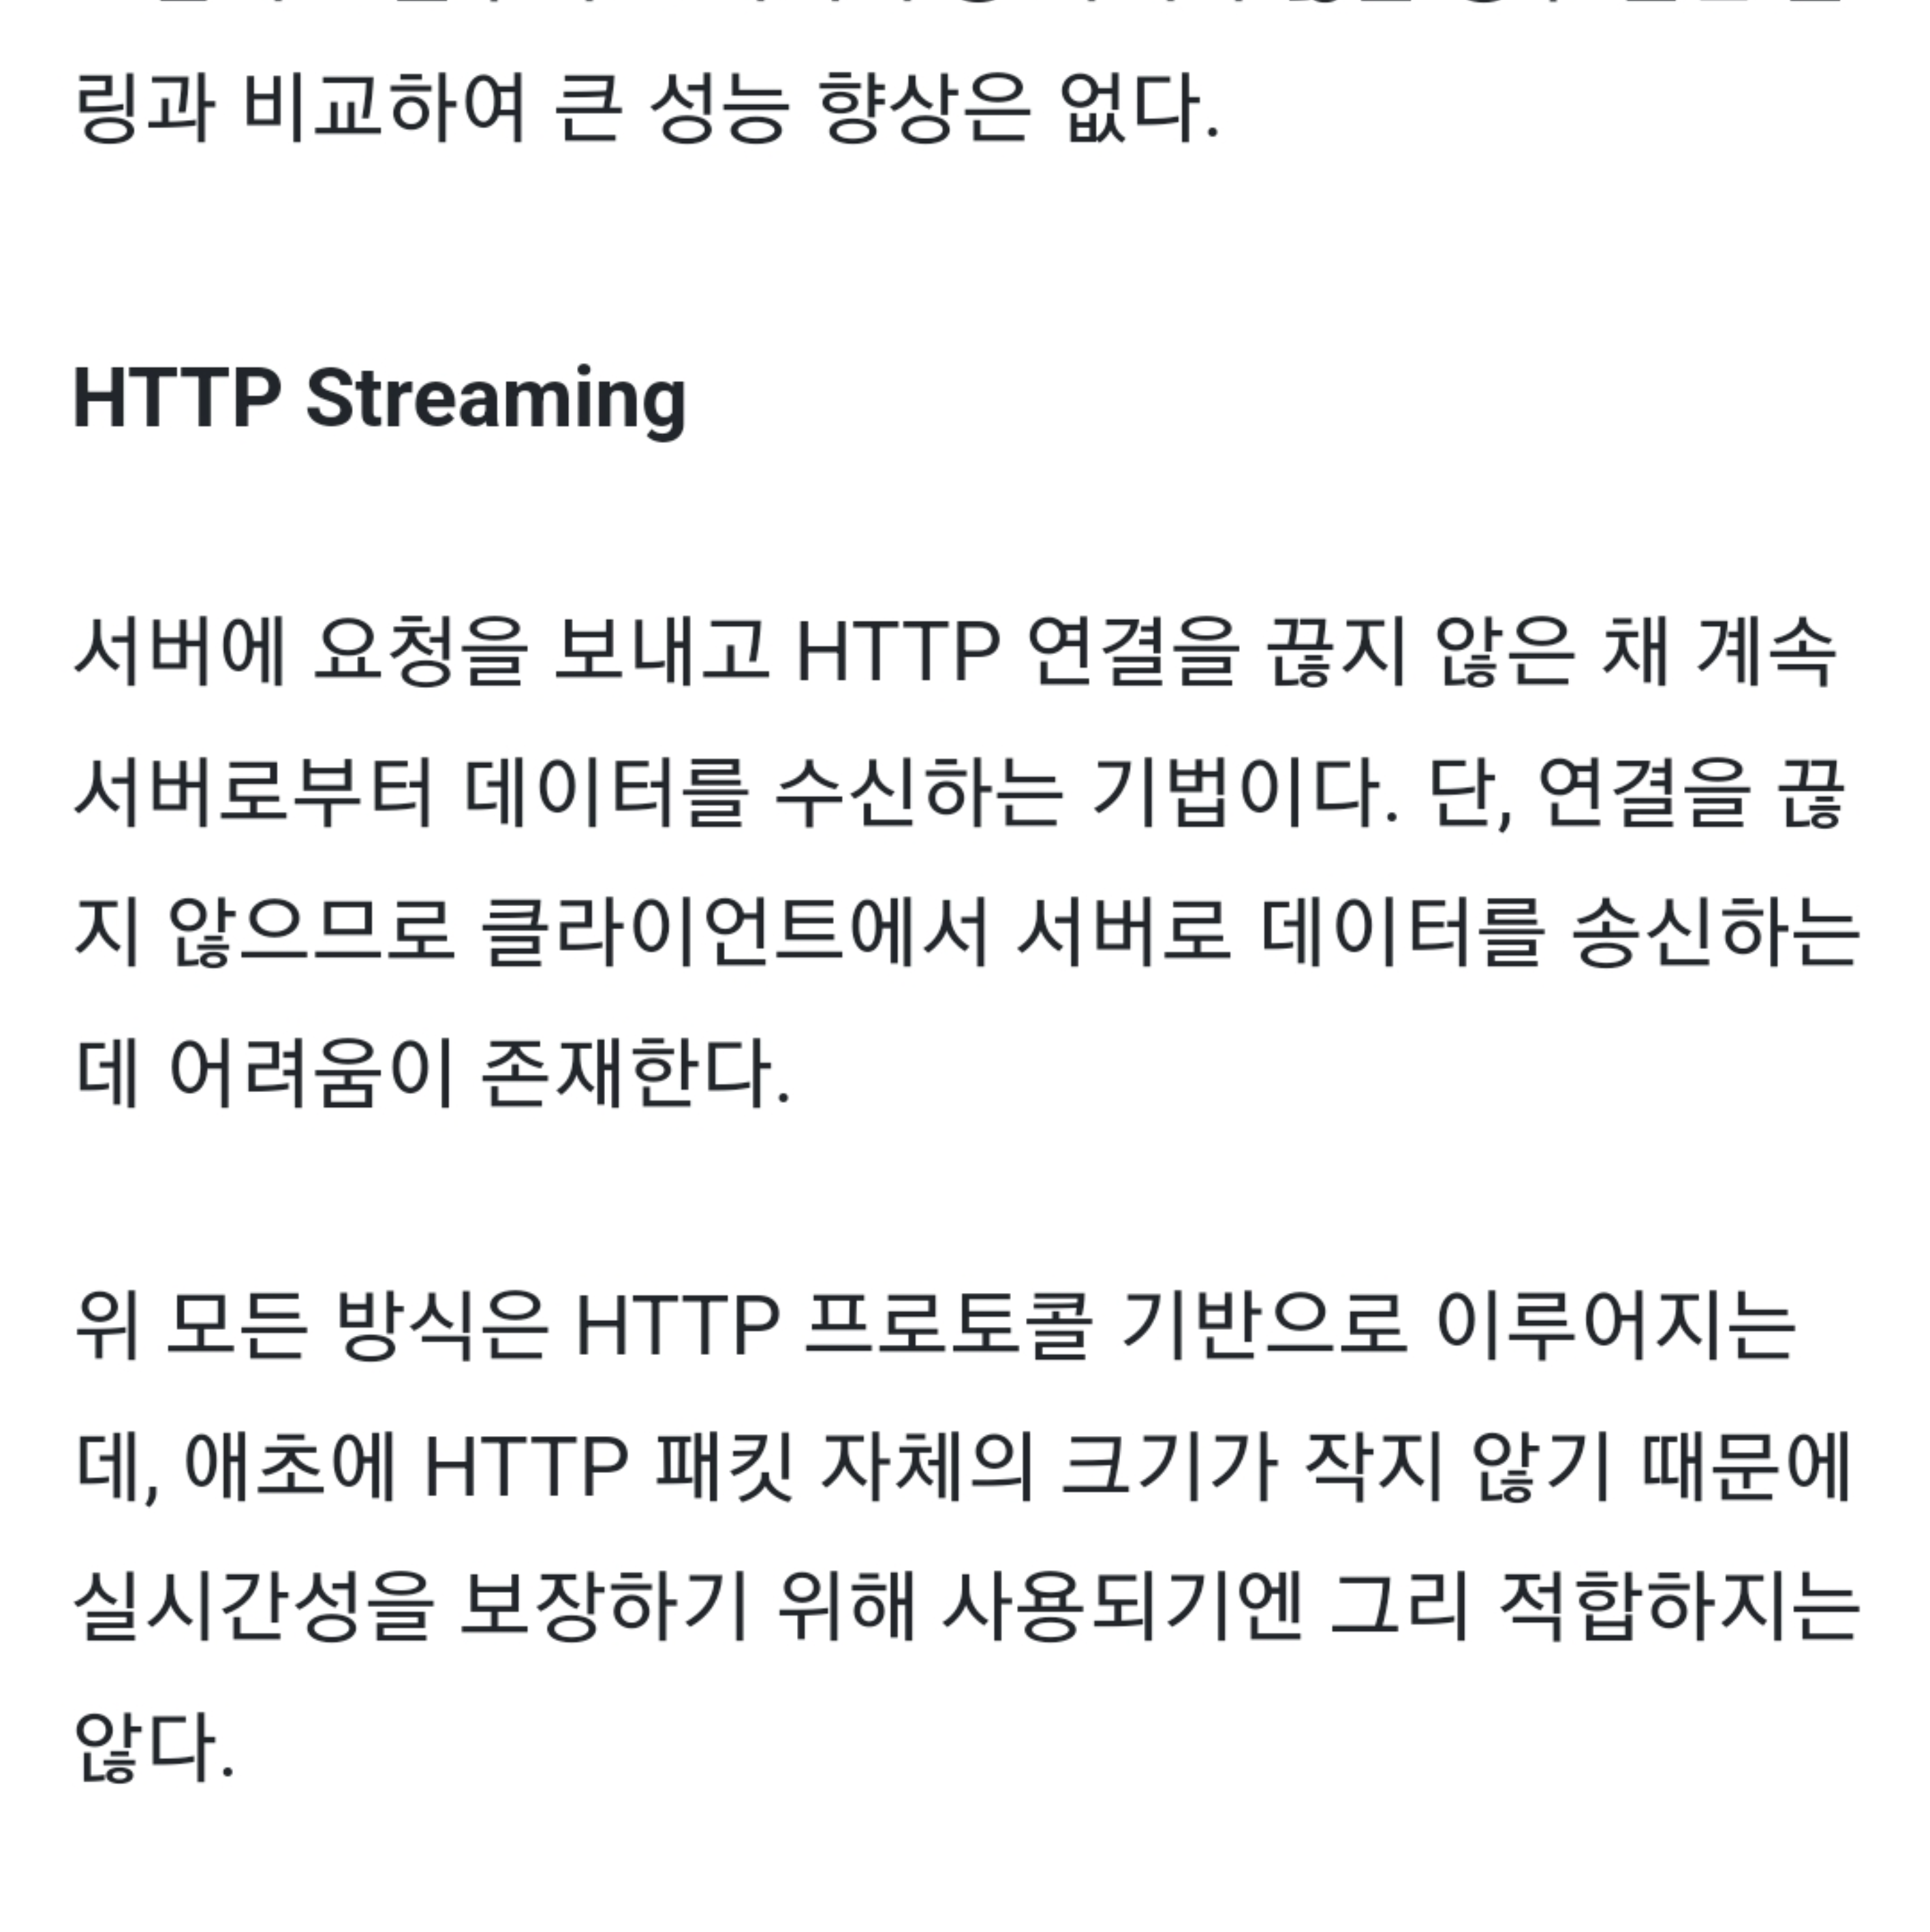 링과 비교하여 큰 성능 향상은 없다.
HTTP Streaming
서버에 요청을 보내고 HTTP 연결을 끊지 않은 채 계속
서버로부터 데이터를 수신하는 기법이다. 단, 연결을 끊
지 않으므로 클라이언트에서 서버로 데이터를 송신하는
데 어려움이 존재한다.
위 모든 방식은 HTTP 프로토콜 기반으로 이루어지는
데, 애초에 HTTP 패킷 자체의 크기가 작지 않기 때문에
실시간성을 보장하기 위해 사용되기엔 그리 적합하지는
않다.